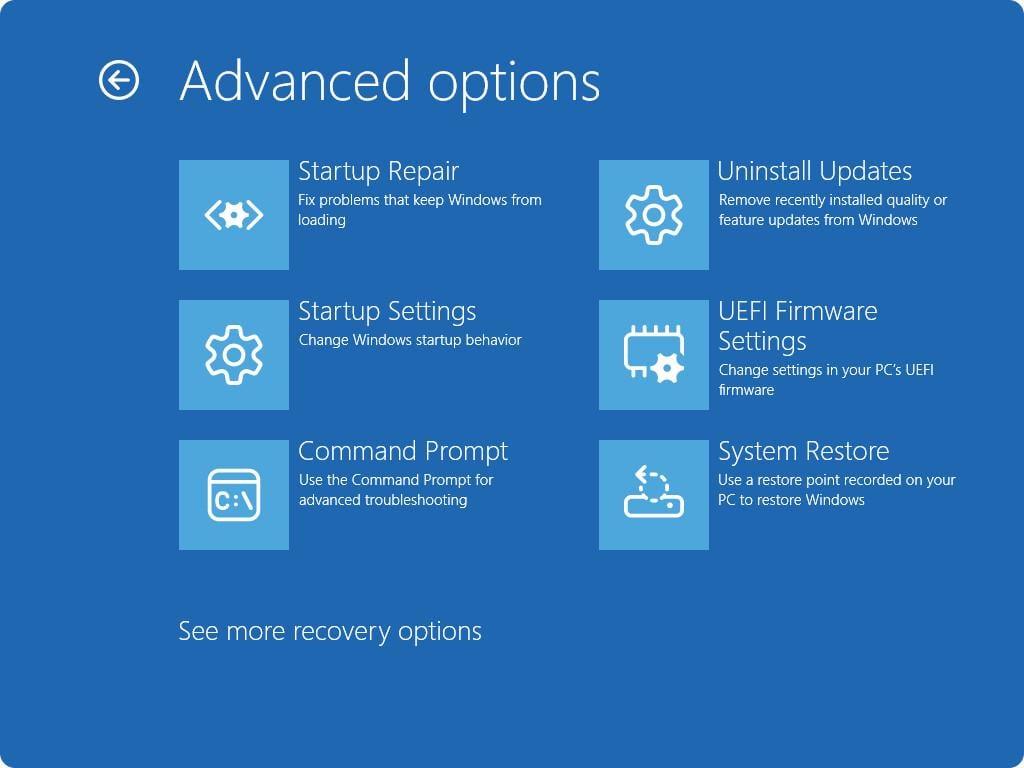 Advanced options
Startup Repair
Fix problems that keep Windows from
loading
Uninstall Updates
Remove recently installed quality or
feature updates from Windows
Startup Settings
Change Windows startup behavior
UEFI Firmware
Settings
Change settings in your PC's UEFI
firmware
Command Prompt
Use the Command Prompt for
advanced troubleshooting
C:\
System Restore
Use a restore point recorded on your
PC to restore Windows
See more recovery options